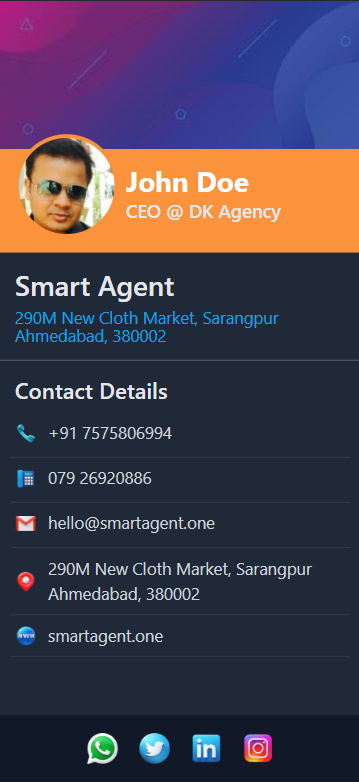 John Doe
CEO @ DK Agency
Smart Agent
290M New Cloth Market, Sarangpur
Ahmedabad, 380002
Contact Details
+91 7575806994
079 26920886
hello@smartagent.one
290M New Cloth Market, Sarangpur
Ahmedabad, 380002
www
smartagent.one
in